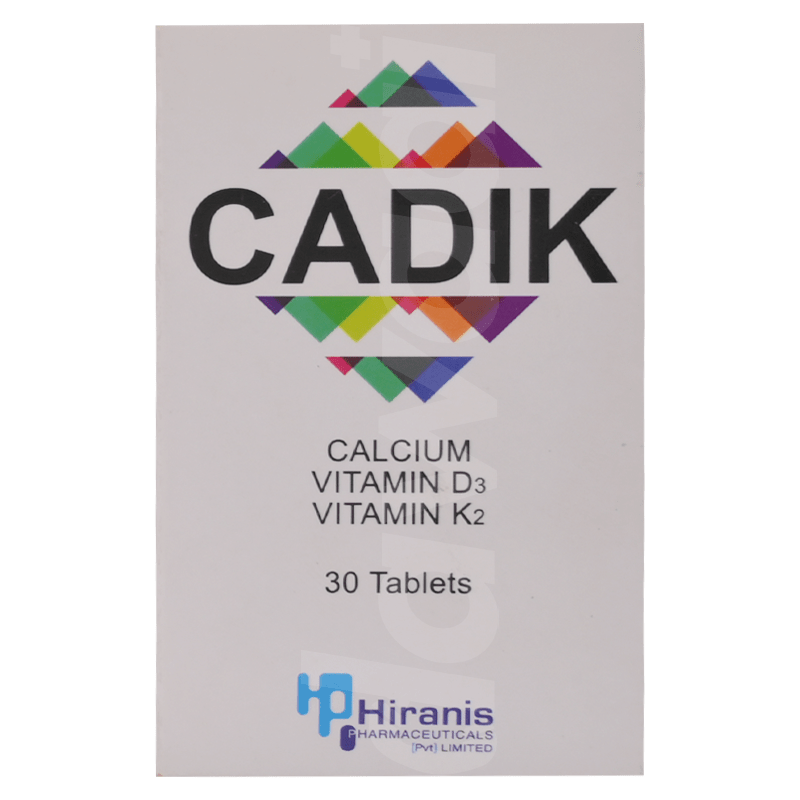 CADIK
CALCIUM
VITAMIN D3
VITAMIN K2
30 Tablets
Hiranis
PHARMACEUTICALS
(Pvt) LIMITED